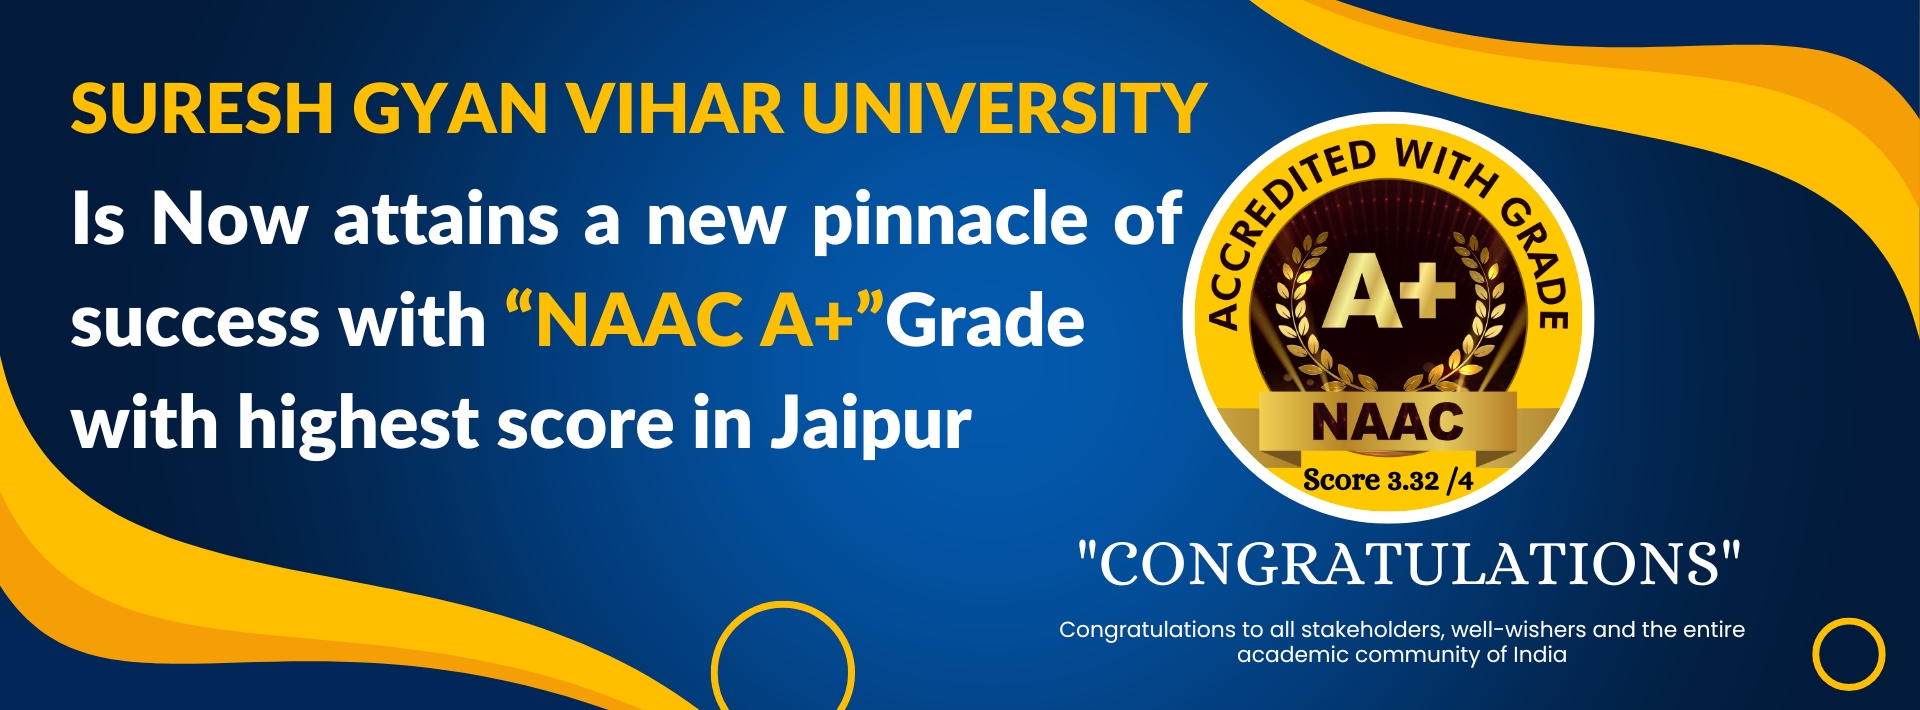 SURESH GYAN VIHAR UNIVERSITY
Is Now attains a new pinnacle of
success with “NAAC A+”Grade
with highest score in Jaipur
ACCREDITED WITH GRADE
A+
NAAC
Score 3.32 /4
"CONGRATULATIONS"
Congratulations to all stakeholders, well-wishers and the entire
academic community of India